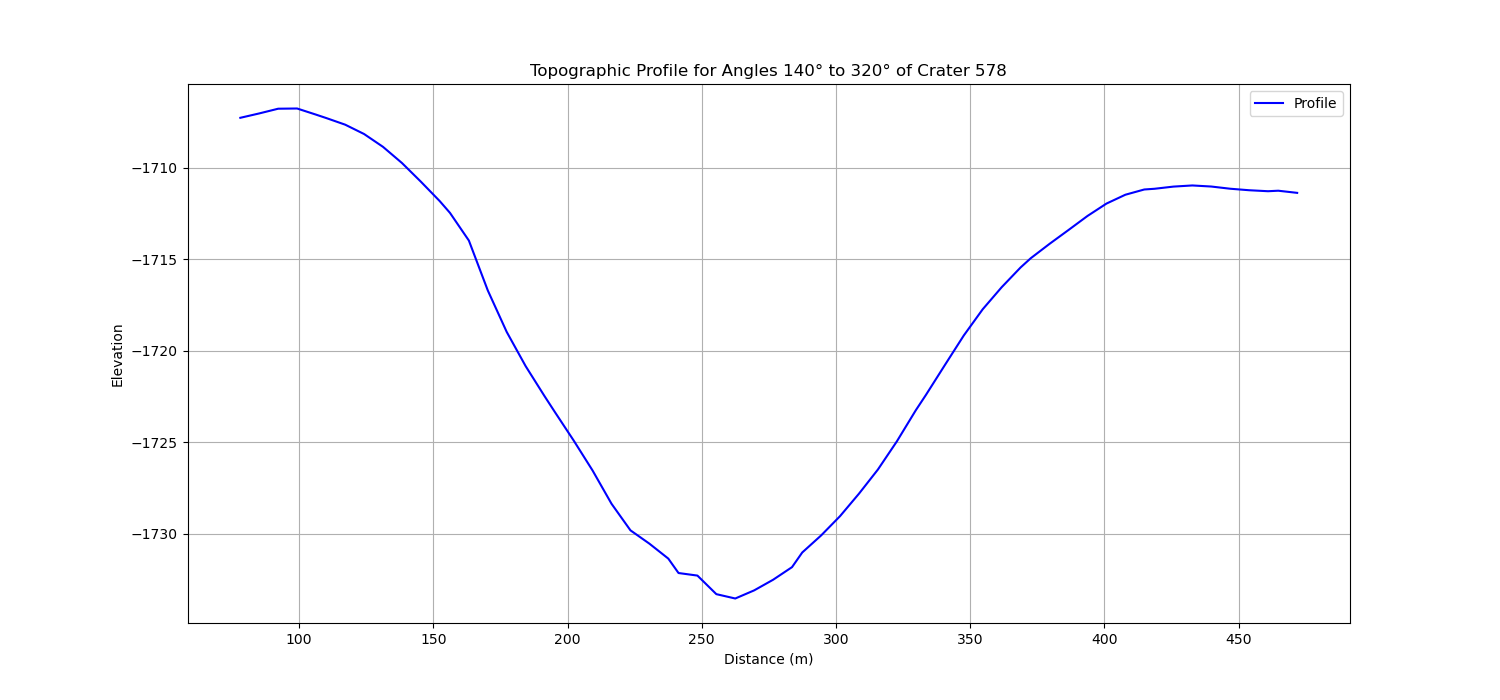 Topographic Profile for Angles 140° to 320° of Crater 578
Profile
−1710
−1715
−1720
−1725
−1730
Elevation
100 150 200 250 300 350 400 450
Distance (m)